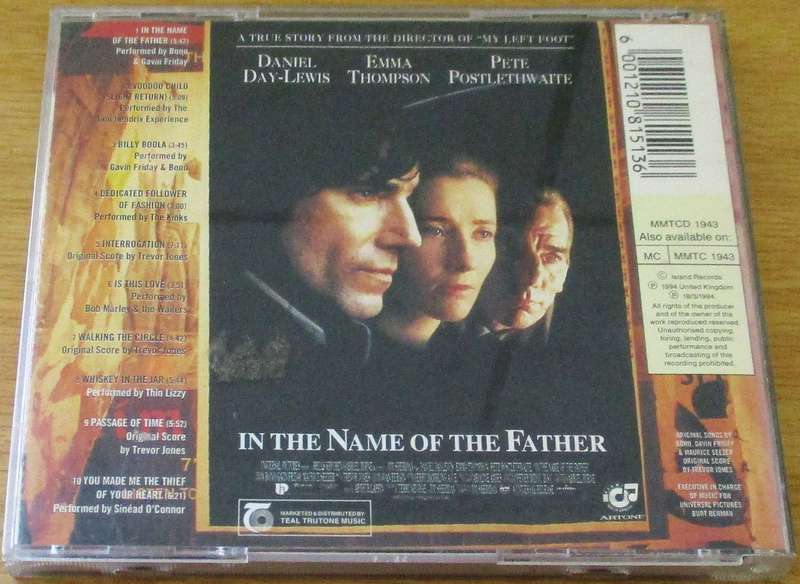 1 IN THE NAME
OF THE FATHER (5:42)
Performed by Bono
& Gavin Friday
2 VOODOO CHILD
(SLIGHT RETURN)
Performed by The
Jimi Hendrix Experience
3 BILLY BOOLA (3:45)
Performed by
Gavin Friday & Bono
4 DEDICATED FOLLOWER
OF FASHION (3:00)
Performed by The Kinks
5 INTERROGATION
Original Score by Trevor Jones
6 IS THIS LOVE (3:51)
Performed by
Bob Marley & the Wailers
7 WALKING THE CIRCLE (4:42)
Original Score by Trevor Jones
8 WHISKEY IN THE JAR (5:44)
Performed by Thin Lizzy
9 PASSAGE OF TIME (5:52)
Original Score
by Trevor Jones
10 YOU MADE ME THE THIEF
OF YOUR HEART (6:21)
Performed by Sinéad O'Connor
A TRUE STORY FROM THE DIRECTOR OF "MY LEFT FOOT"
DANIEL DAY-LEWIS
EMMA THOMPSON
PETE POSTLETHWAITE
IN THE NAME OF THE FATHER
MARKETED & DISTRIBUTED BY
TEAL TRUTONE MUSIC
ARTONE
6 001210 815136
MMTCD 1943
Also available on:
MC MMTC 1943
© Island Records
℗ 1994 United Kingdom
℗ 18/3/1994.
All rights of the producer
and of the owner of the
work reproduced reserved.
Unauthorised copying,
performance and
broadcasting of this
recording prohibited.
ORIGINAL SONGS BY
BONO, GAVIN FRIDAY
& MAURICE SEEZER
ORIGINAL SCORE
BY TREVOR JONES
EXECUTIVE IN CHARGE
OF MUSIC FOR
UNIVERSAL PICTURES
BURT BERMAN